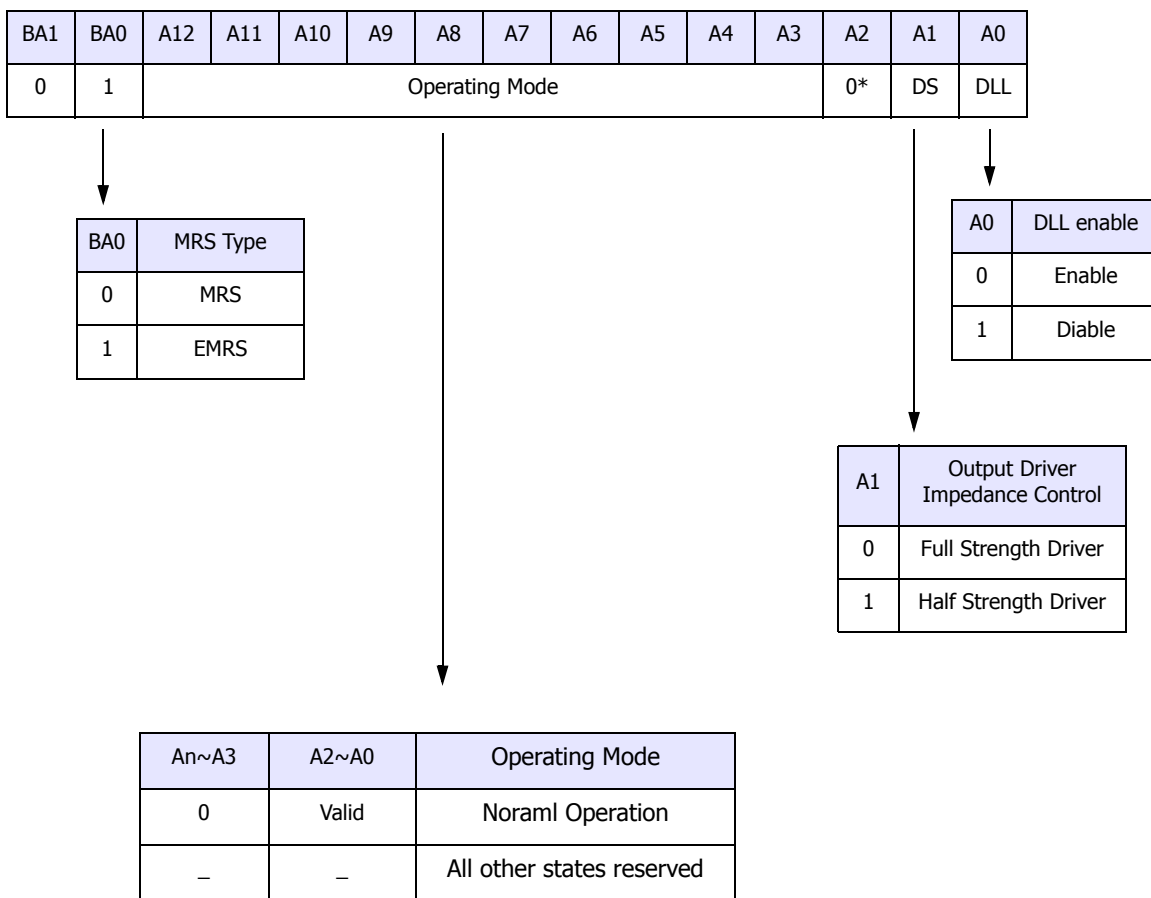 BA1 BA0 A12 A11 A10 A9 A8 A7 A6 A5 A4 A3 A2 A1 A0
0 1 Operating Mode 0* DS DLL
BA0 MRS Type
0 MRS
1 EMRS
A0 DLL enable
0 Enable
1 Diable
A1 Output Driver
Impedance Control
0 Full Strength Driver
1 Half Strength Driver
An~A3 A2~A0 Operating Mode
0 Valid Noraml Operation
_ _ All other states reserved